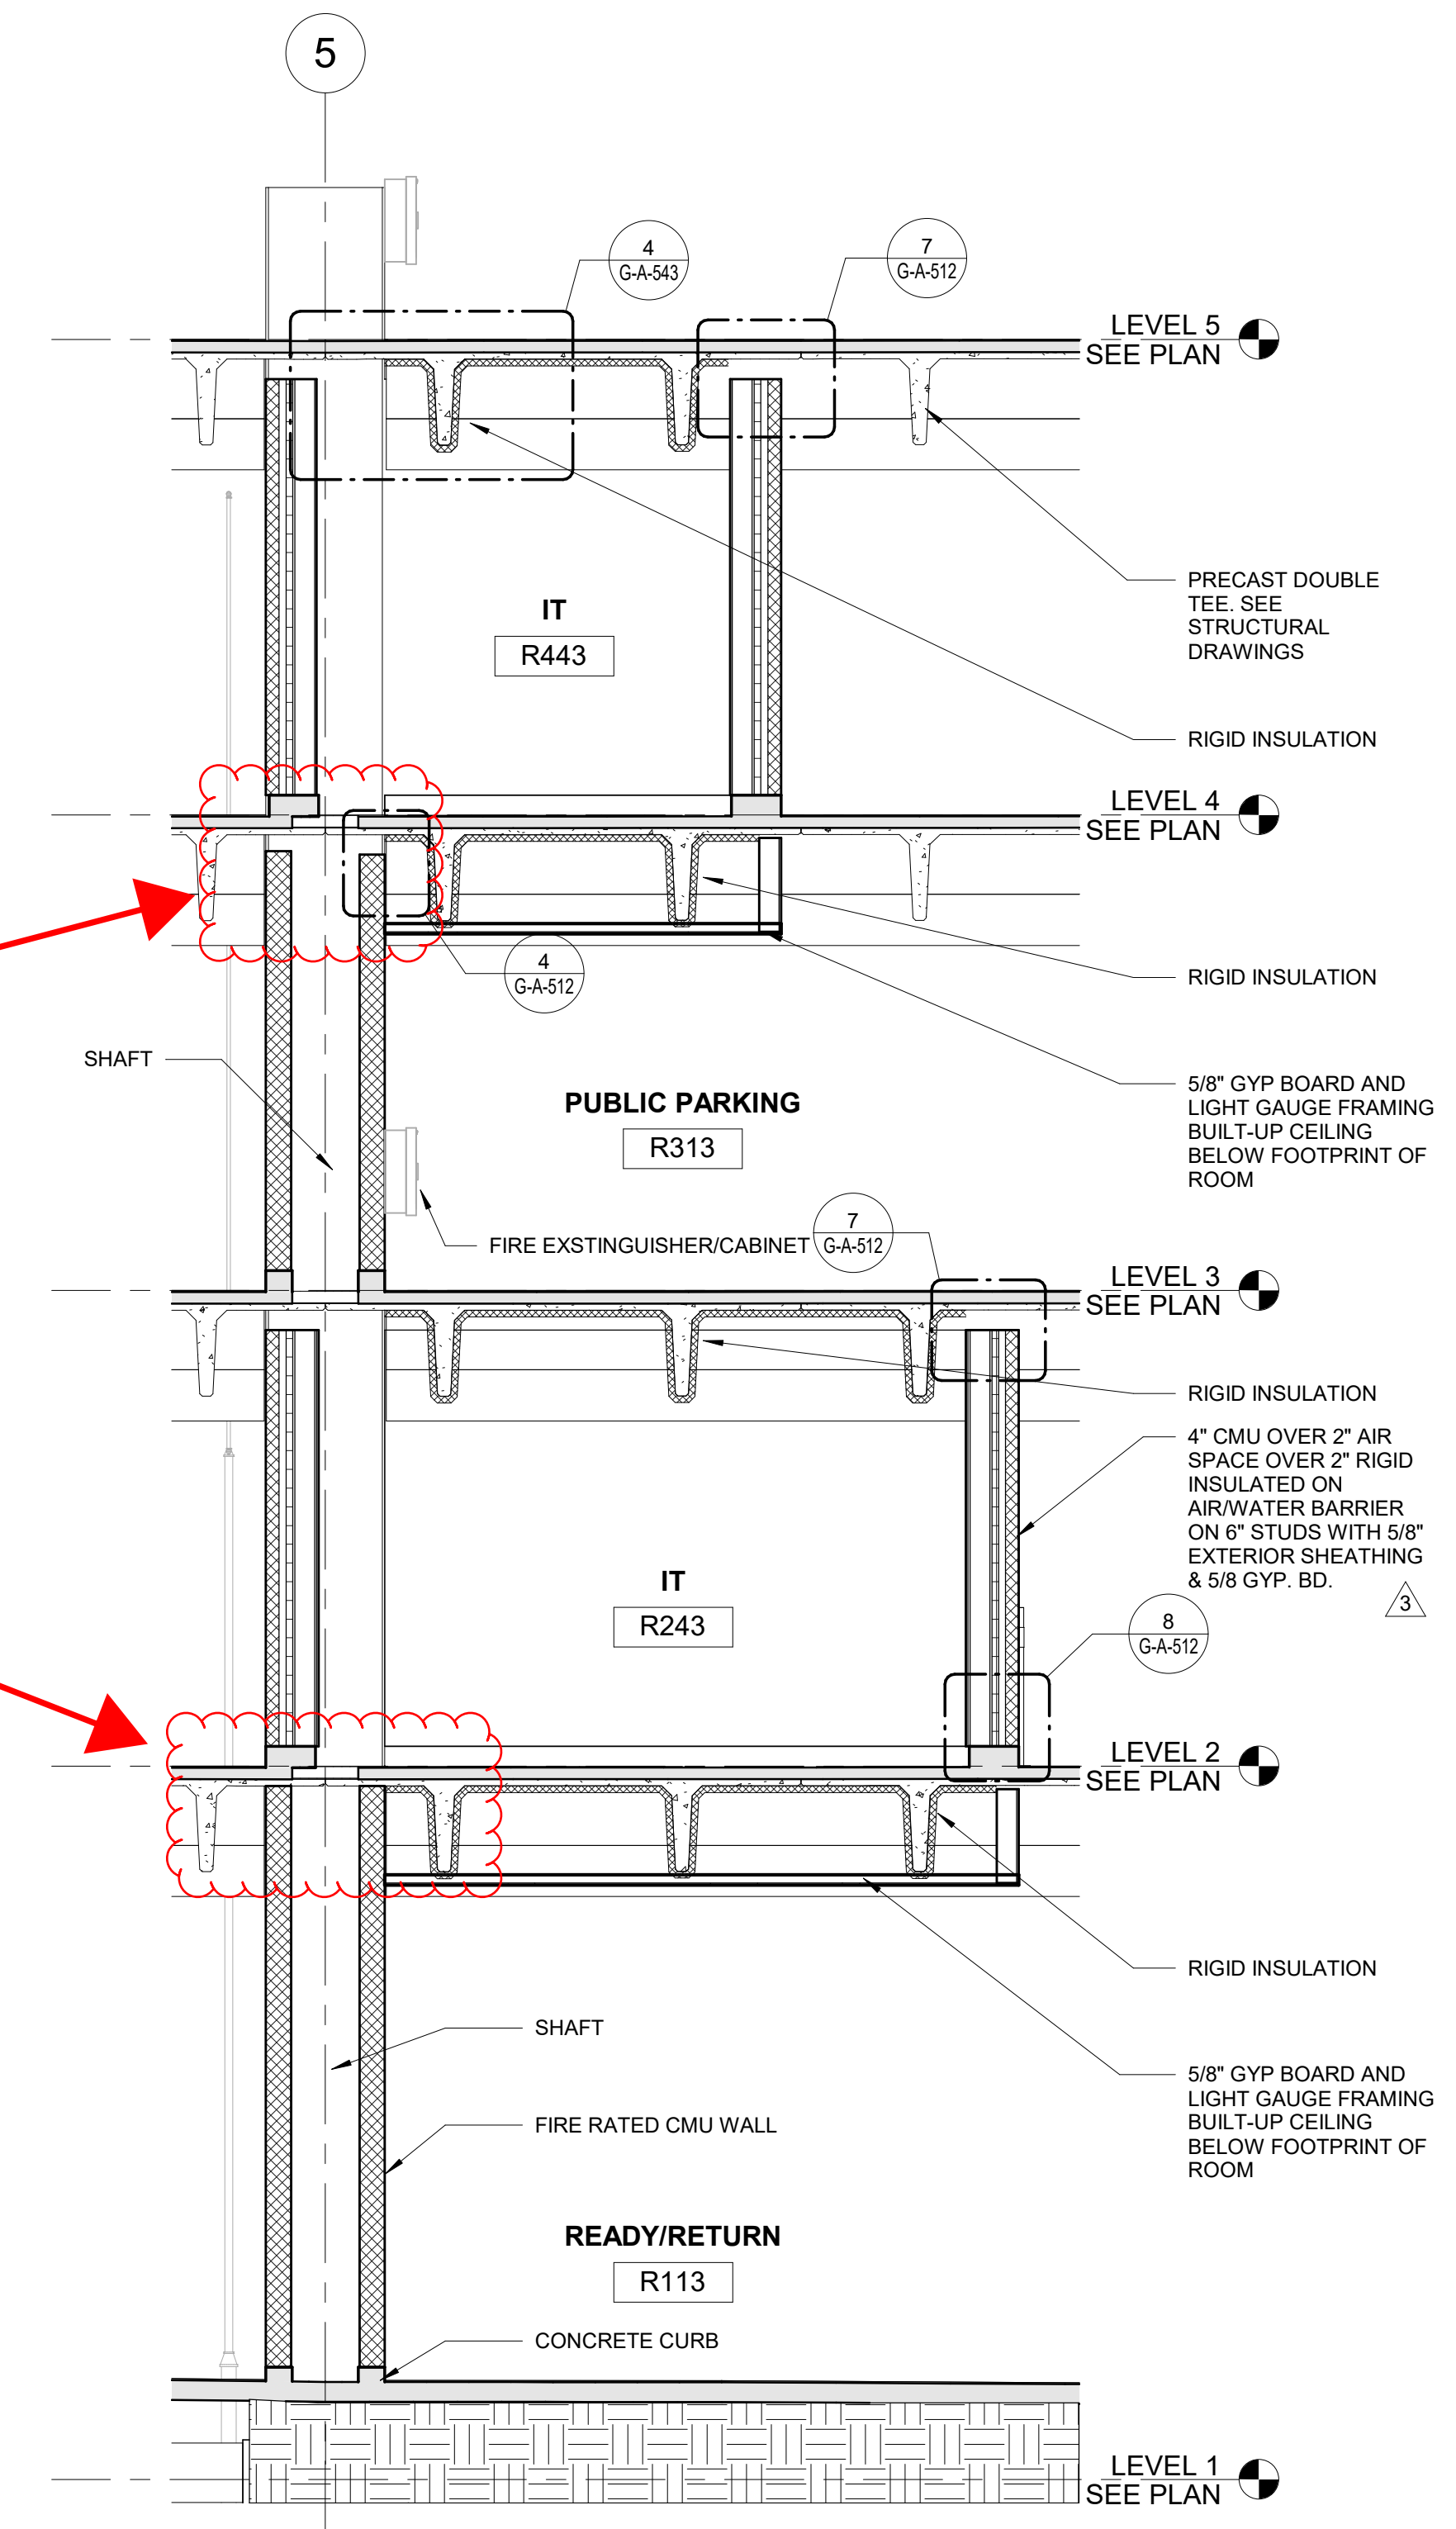 5
4
G-A-543
7
G-A-512
LEVEL 5
SEE PLAN
PRECAST DOUBLE
TEE. SEE
STRUCTURAL
DRAWINGS
IT
R443
RIGID INSULATION
LEVEL 4
SEE PLAN
4
G-A-512
RIGID INSULATION
SHAFT
5/8" GYP BOARD AND
LIGHT GAUGE FRAMING
BUILT-UP CEILING
BELOW FOOTPRINT OF
ROOM
PUBLIC PARKING
R313
FIRE EXSTINGUISHER/CABINET
7
G-A-512
LEVEL 3
SEE PLAN
RIGID INSULATION
4" CMU OVER 2" AIR
SPACE OVER 2" RIGID
INSULATED ON
AIR/WATER BARRIER
ON 6" STUDS WITH 5/8"
EXTERIOR SHEATHING
& 5/8 GYP. BD.
3
IT
R243
8
G-A-512
LEVEL 2
SEE PLAN
RIGID INSULATION
SHAFT
5/8" GYP BOARD AND
LIGHT GAUGE FRAMING
BUILT-UP CEILING
BELOW FOOTPRINT OF
ROOM
FIRE RATED CMU WALL
READY/RETURN
R113
CONCRETE CURB
LEVEL 1
SEE PLAN